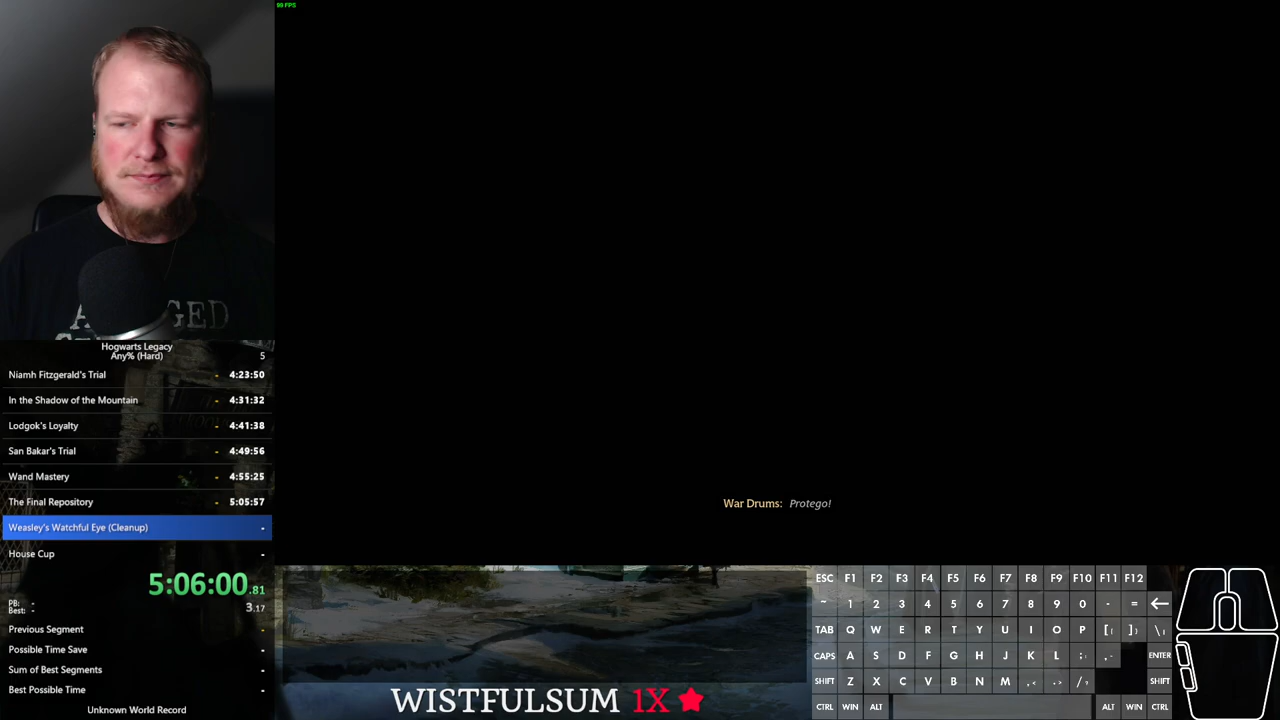 99 FPS
Hogwarts Legacy
Any% (Hard) 5
Niamh Fitzgerald's Trial - 4:23:50
In the Shadow of the Mountain - 4:31:32
Lodgok's Loyalty - 4:41:38
San Bakar's Trial - 4:49:56
Wand Mastery - 4:55:25
The Final Repository - 5:05:57
Weasley's Watchful Eye (Cleanup) -
House Cup -
5:06:00.81
PB: - 3.17
Best: -
Previous Segment -
Possible Time Save -
Sum of Best Segments -
Best Possible Time -
Unknown World Record
War Drums: Protego!
WISTFULSUM 1X
ESC F1 F2 F3 F4 F5 F6 F7 F8 F9 F10 F11 F12
~ 1 2 3 4 5 6 7 8 9 0 - =
TAB Q W E R T Y U I O P [{ ]} \|
CAPS A S D F G H J K L ;: ENTER
SHIFT Z X C V B N M ,< .> /? SHIFT
CTRL WIN ALT ALT WIN CTRL